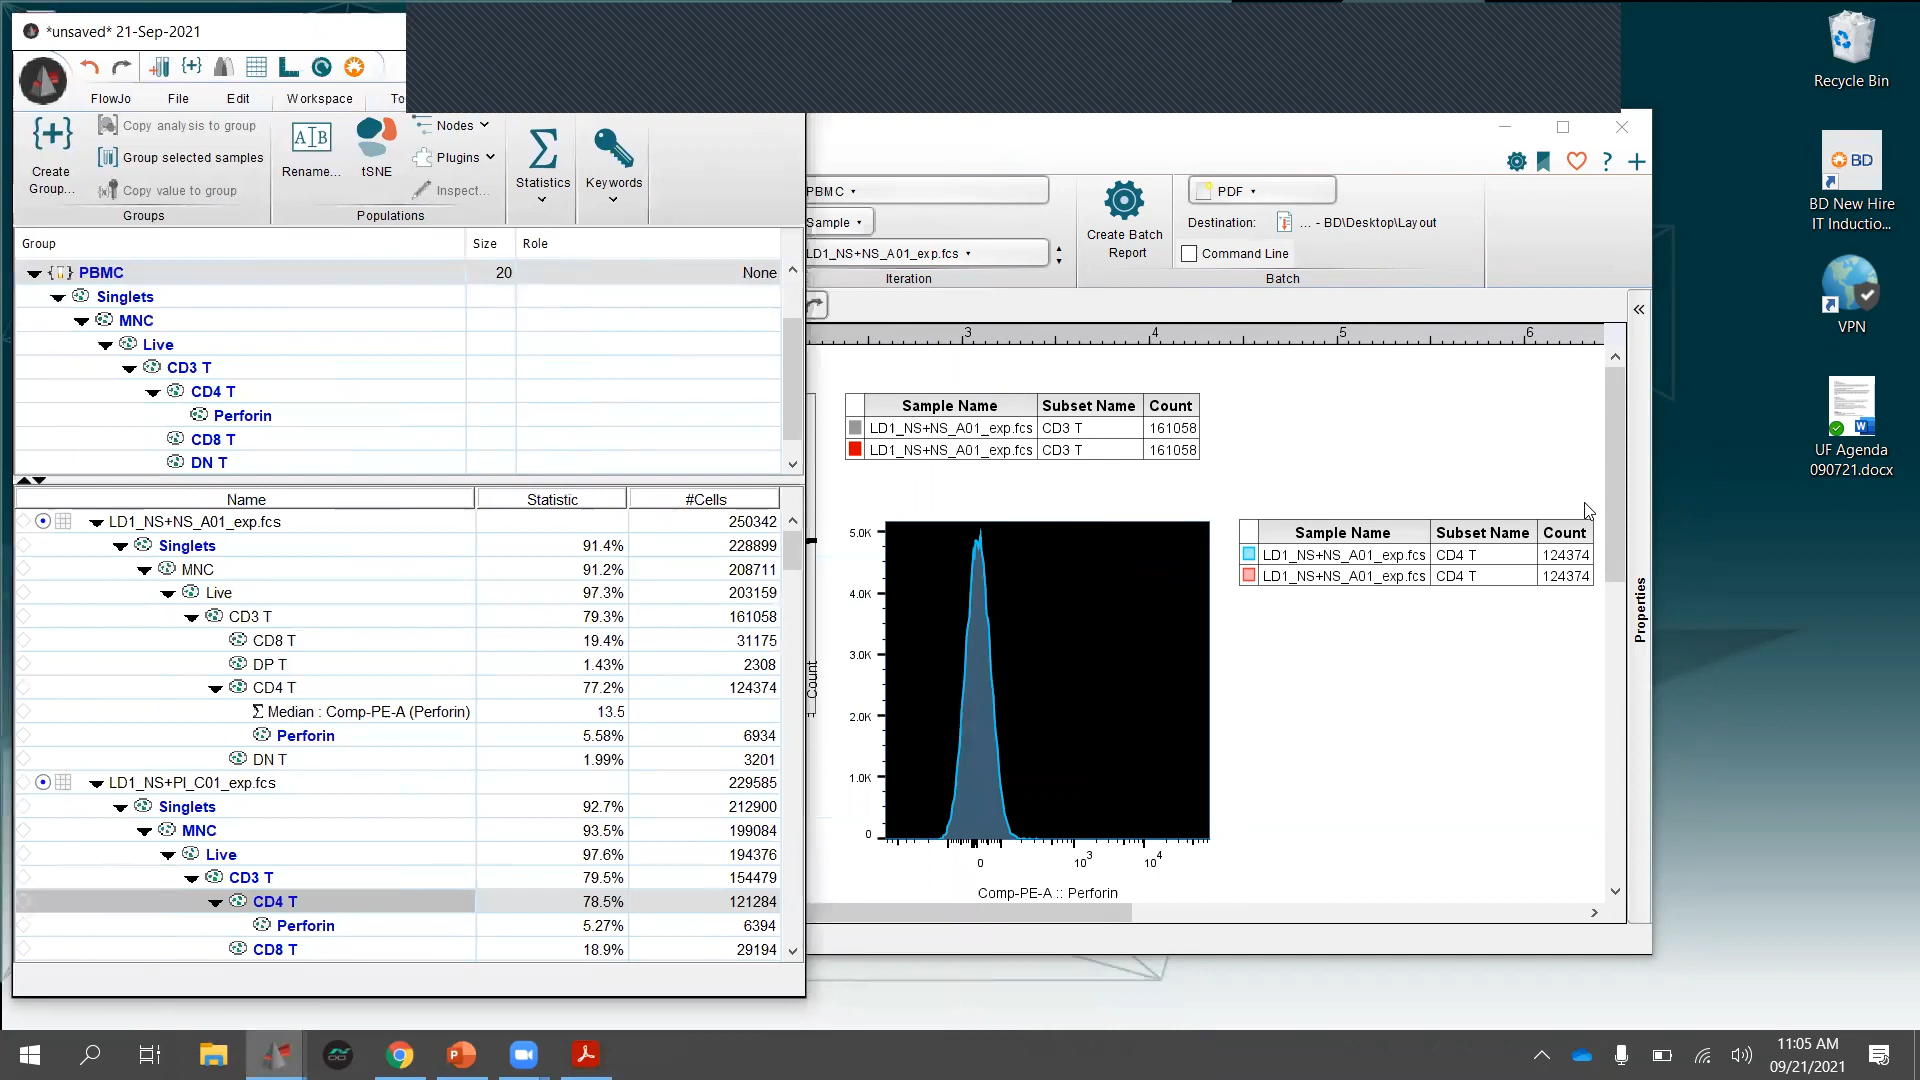 *unsaved* 21-Sep-2021
FlowJo File Edit Workspace To
Create Group...
Copy analysis to group
Group selected samples
Copy value to group
Groups
Rename...
tSNE
Nodes
Plugins
Inspect...
Populations
Statistics
Keywords
Group Size Role
PBMC 20 None
Singlets
MNC
Live
CD3 T
CD4 T
Perforin
CD8 T
DN T
Name Statistic #Cells
LD1_NS+NS_A01_exp.fcs 250342
Singlets 91.4% 228899
MNC 91.2% 208711
Live 97.3% 203159
CD3 T 79.3% 161058
CD8 T 19.4% 31175
DP T 1.43% 2308
CD4 T 77.2% 124374
Σ Median : Comp-PE-A (Perforin) 13.5
Perforin 5.58% 6934
DN T 1.99% 3201
LD1_NS+PI_C01_exp.fcs 229585
Singlets 92.7% 212900
MNC 93.5% 199084
Live 97.6% 194376
CD3 T 79.5% 154479
CD4 T 78.5% 121284
Perforin 5.27% 6394
CD8 T 18.9% 29194
PBMC
Sample
LD1_NS+NS_A01_exp.fcs
Iteration
Create Batch Report
PDF
Destination: ... - BD\Desktop\Layout
Command Line
Batch
3 4 5 6
Sample Name Subset Name Count
LD1_NS+NS_A01_exp.fcs CD3 T 161058
LD1_NS+NS_A01_exp.fcs CD3 T 161058
Sample Name Subset Name Count
LD1_NS+NS_A01_exp.fcs CD4 T 124374
LD1_NS+NS_A01_exp.fcs CD4 T 124374
Count
5.0K
4.0K
3.0K
2.0K
1.0K
0
0 10^3 10^4
Comp-PE-A :: Perforin
Properties
Recycle Bin
BD
BD New Hire
IT Inductio...
VPN
UF Agenda
090721.docx
11:05 AM
09/21/2021